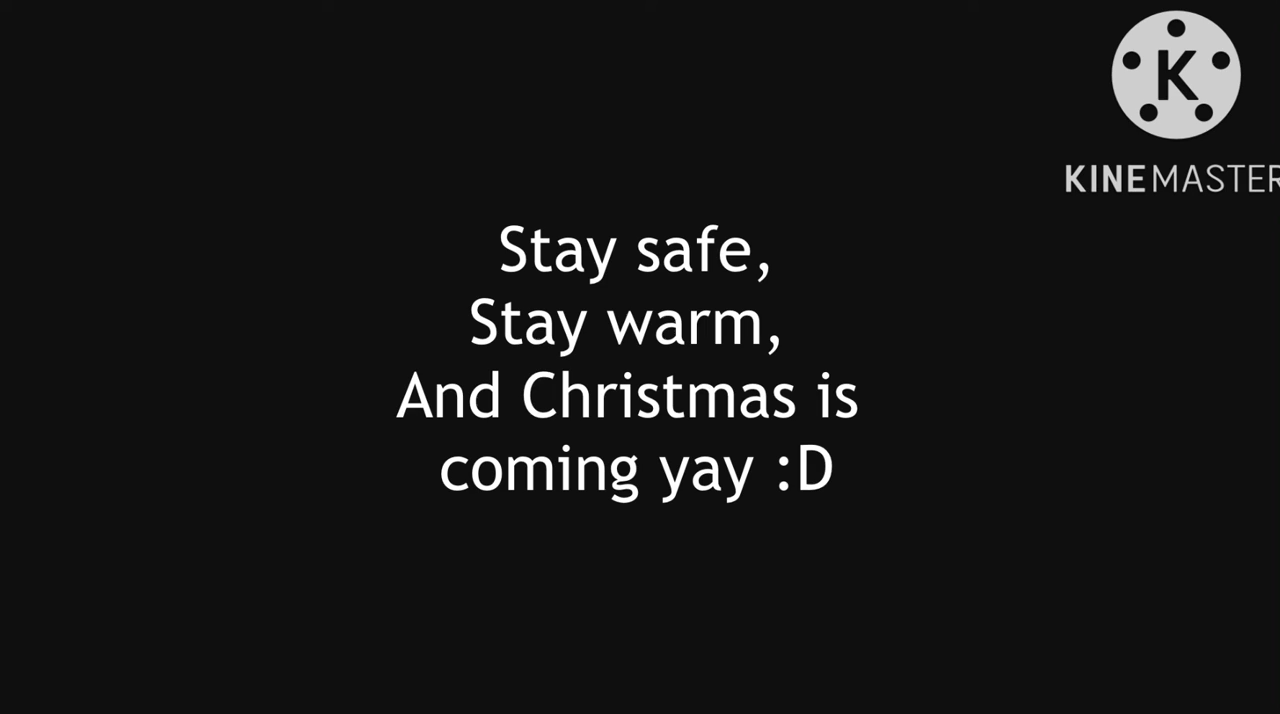 K
KINEMASTER
Stay safe,
Stay warm,
And Christmas is
coming yay :D